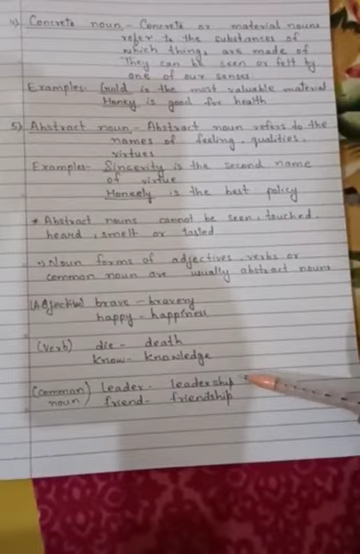 4) Concrete noun - Concrete or material nouns
refer to the substances of
which things are made of
They can be seen or felt by
one of our senses
Examples - Gold is the most valuable material
Honey is good for health
5) Abstract noun - Abstract noun refers to the
names of feeling, qualities,
virtues
Examples - Sincerity is the second name
of virtue
Honesty is the best policy
* Abstract nouns cannot be seen, touched,
heard, smelt or tasted
Noun forms of adjectives, verbs or
common noun are usually abstract nouns
(Adjective) brave - bravery
happy - happiness
(Verb) die - death
Know - Knowledge
(Common noun) leader - leadership
friend - friendship